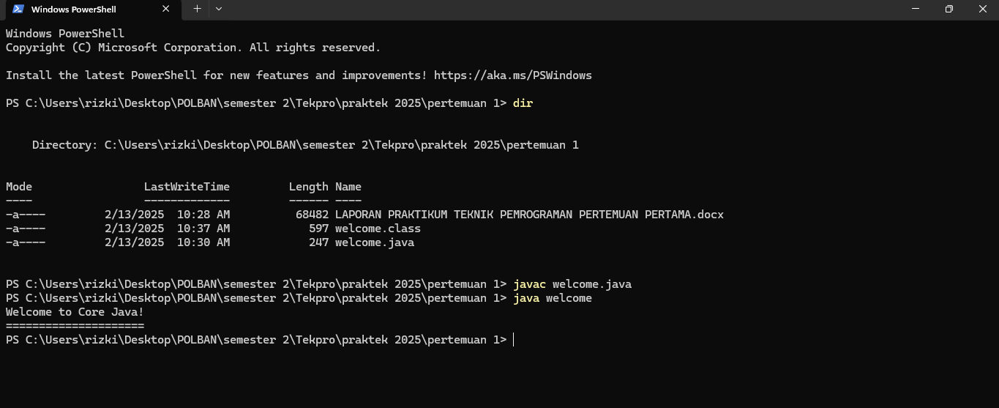 Windows PowerShell
Windows PowerShell
Copyright (C) Microsoft Corporation. All rights reserved.
Install the latest PowerShell for new features and improvements! https://aka.ms/PSWindows
PS C:\Users\rizki\Desktop\POLBAN\semester 2\Tekpro\praktek 2025\pertemuan 1> dir
    Directory: C:\Users\rizki\Desktop\POLBAN\semester 2\Tekpro\praktek 2025\pertemuan 1
Mode                 LastWriteTime         Length Name
----                 -------------         ------ ----
-a----         2/13/2025  10:28 AM          68482 LAPORAN PRAKTIKUM TEKNIK PEMROGRAMAN PERTEMUAN PERTAMA.docx
-a----         2/13/2025  10:37 AM            597 welcome.class
-a----         2/13/2025  10:30 AM            247 welcome.java
PS C:\Users\rizki\Desktop\POLBAN\semester 2\Tekpro\praktek 2025\pertemuan 1> javac welcome.java
PS C:\Users\rizki\Desktop\POLBAN\semester 2\Tekpro\praktek 2025\pertemuan 1> java welcome
Welcome to Core Java!
=====================
PS C:\Users\rizki\Desktop\POLBAN\semester 2\Tekpro\praktek 2025\pertemuan 1>